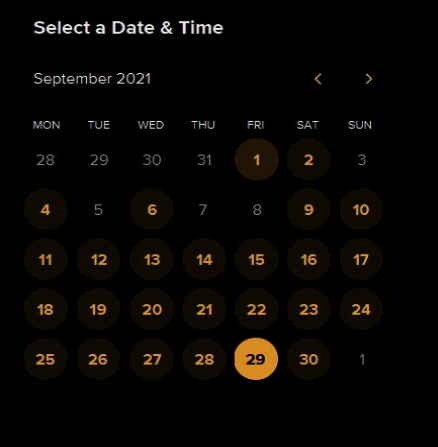 Select a Date & Time
September 2021
MON TUE WED THU FRI SAT SUN
28 29 30 31 1 2 3
4 5 6 7 8 9 10
11 12 13 14 15 16 17
18 19 20 21 22 23 24
25 26 27 28 29 30 1